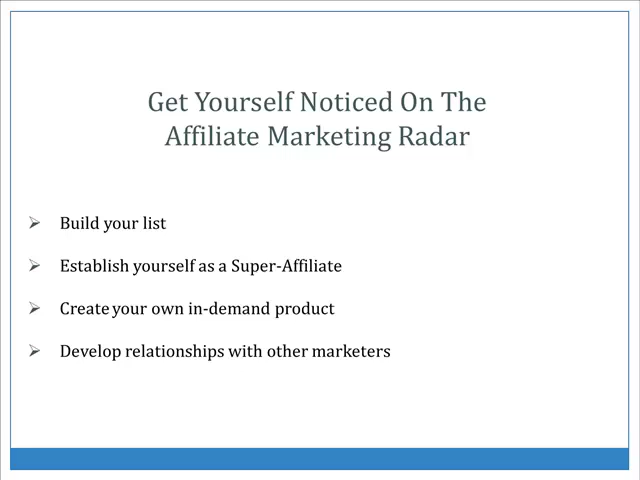 Get Yourself Noticed On The
Affiliate Marketing Radar
Build your list
Establish yourself as a Super-Affiliate
Create your own in-demand product
Develop relationships with other marketers